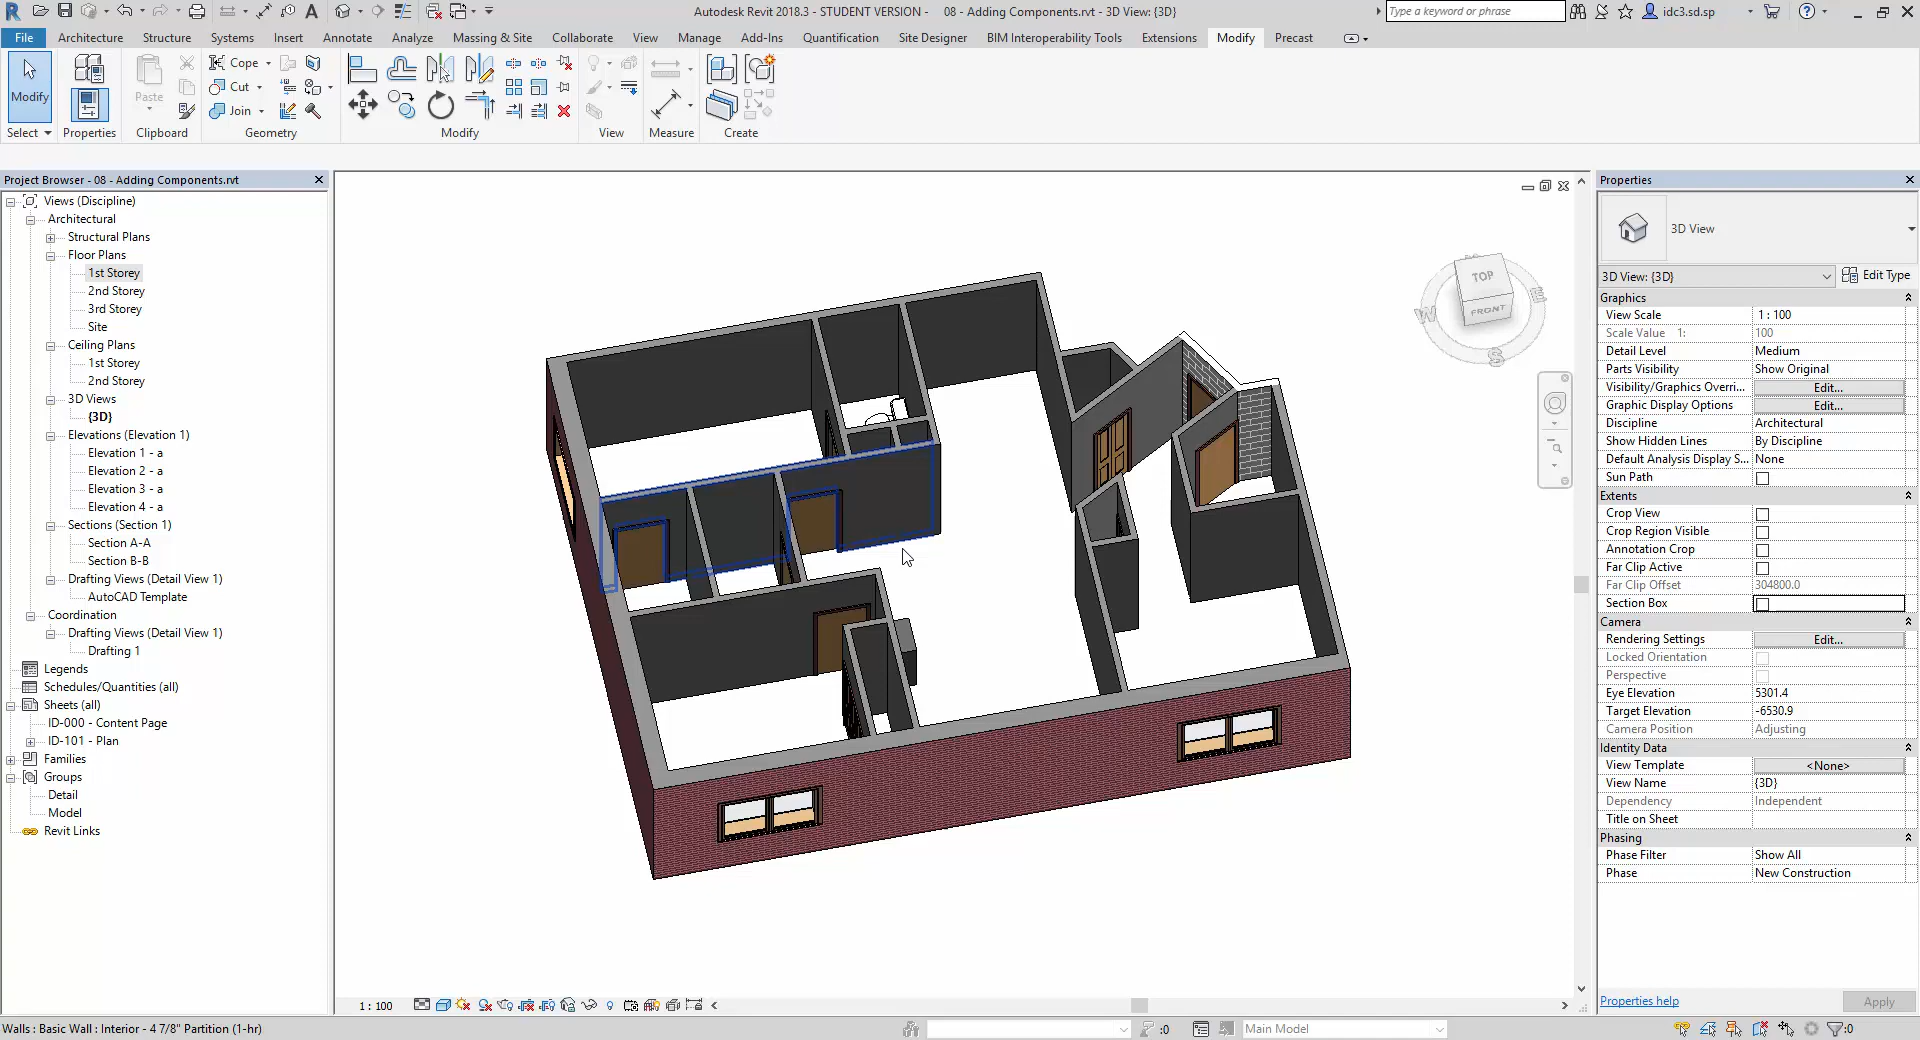 Autodesk Revit 2018.3 - STUDENT VERSION - 08 - Adding Components.rvt - 3D View: {3D}
Type a keyword or phrase
idc3.sd.sp
File Architecture Structure Systems Insert Annotate Analyze Massing & Site Collaborate View Manage Add-Ins Quantification Site Designer BIM Interoperability Tools Extensions Modify Precast
Modify
Paste
Cope
Cut
Join
Select Properties Clipboard Geometry Modify View Measure Create
Project Browser - 08 - Adding Components.rvt
Views (Discipline)
Architectural
Structural Plans
Floor Plans
1st Storey
2nd Storey
3rd Storey
Site
Ceiling Plans
1st Storey
2nd Storey
3D Views
{3D}
Elevations (Elevation 1)
Elevation 1 - a
Elevation 2 - a
Elevation 3 - a
Elevation 4 - a
Sections (Section 1)
Section A-A
Section B-B
Drafting Views (Detail View 1)
AutoCAD Template
Coordination
Drafting Views (Detail View 1)
Drafting 1
Legends
Schedules/Quantities (all)
Sheets (all)
ID-000 - Content Page
ID-101 - Plan
Families
Groups
Detail
Model
Revit Links
TOP
FRONT
W
E
S
1 : 100
Properties
3D View
3D View: {3D}
Edit Type
Graphics
View Scale 1 : 100
Scale Value 1: 100
Detail Level Medium
Parts Visibility Show Original
Visibility/Graphics Overri... Edit...
Graphic Display Options Edit...
Discipline Architectural
Show Hidden Lines By Discipline
Default Analysis Display S... None
Sun Path
Extents
Crop View
Crop Region Visible
Annotation Crop
Far Clip Active
Far Clip Offset 304800.0
Section Box
Camera
Rendering Settings Edit...
Locked Orientation
Perspective
Eye Elevation 5301.4
Target Elevation -6530.9
Camera Position Adjusting
Identity Data
View Template <None>
View Name {3D}
Dependency Independent
Title on Sheet
Phasing
Phase Filter Show All
Phase New Construction
Properties help
Apply
Walls : Basic Wall : Interior - 4 7/8" Partition (1-hr)
:0
Main Model
:0